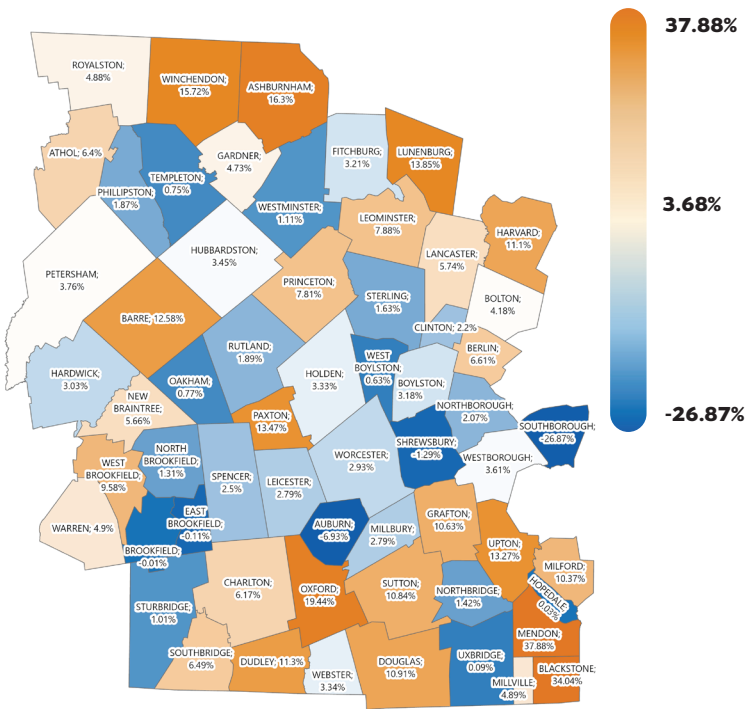 37.88%
3.68%
-26.87%
ROYALSTON;
4.88%
WINCHENDON;
15.72%
ASHBURNHAM;
16.3%
ATHOL; 6.4%
PHILLIPSTON;
1.87%
TEMPLETON;
0.75%
GARDNER;
4.73%
WESTMINSTER;
1.11%
FITCHBURG;
3.21%
LUNENBURG;
13.85%
LEOMINSTER;
7.88%
HARVARD;
11.1%
LANCASTER;
5.74%
PETERSHAM;
3.76%
HUBBARDSTON;
3.45%
PRINCETON;
7.81%
STERLING;
1.63%
BOLTON;
4.18%
BARRE; 12.58%
CLINTON; 2.2%
BERLIN;
6.61%
HARDWICK;
3.03%
OAKHAM;
0.77%
RUTLAND;
1.89%
HOLDEN;
3.33%
WEST
BOYLSTON;
0.63%
BOYLSTON;
3.18%
NORTHBOROUGH;
2.07%
SOUTHBOROUGH;
-26.87%
NEW
BRAINTREE;
5.66%
PAXTON;
13.47%
WORCESTER;
2.93%
SHREWSBURY;
-1.29%
WESTBOROUGH;
3.61%
WEST
BROOKFIELD;
9.58%
NORTH
BROOKFIELD;
1.31%
SPENCER;
2.5%
LEICESTER;
2.79%
WARREN; 4.9%
EAST
BROOKFIELD;
-0.11%
BROOKFIELD;
-0.01%
AUBURN;
-6.93%
MILLBURY;
2.79%
GRAFTON;
10.63%
UPTON;
13.27%
MILFORD;
10.37%
HOPEDALE;
0.03%
STURBRIDGE;
1.01%
CHARLTON;
6.17%
OXFORD;
19.44%
SUTTON;
10.84%
NORTHBRIDGE;
1.42%
MENDON;
37.88%
SOUTHBRIDGE;
6.49%
DUDLEY; 11.3%
WEBSTER;
3.34%
DOUGLAS;
10.91%
UXBRIDGE;
0.09%
MILLVILLE;
4.89%
BLACKSTONE;
34.04%